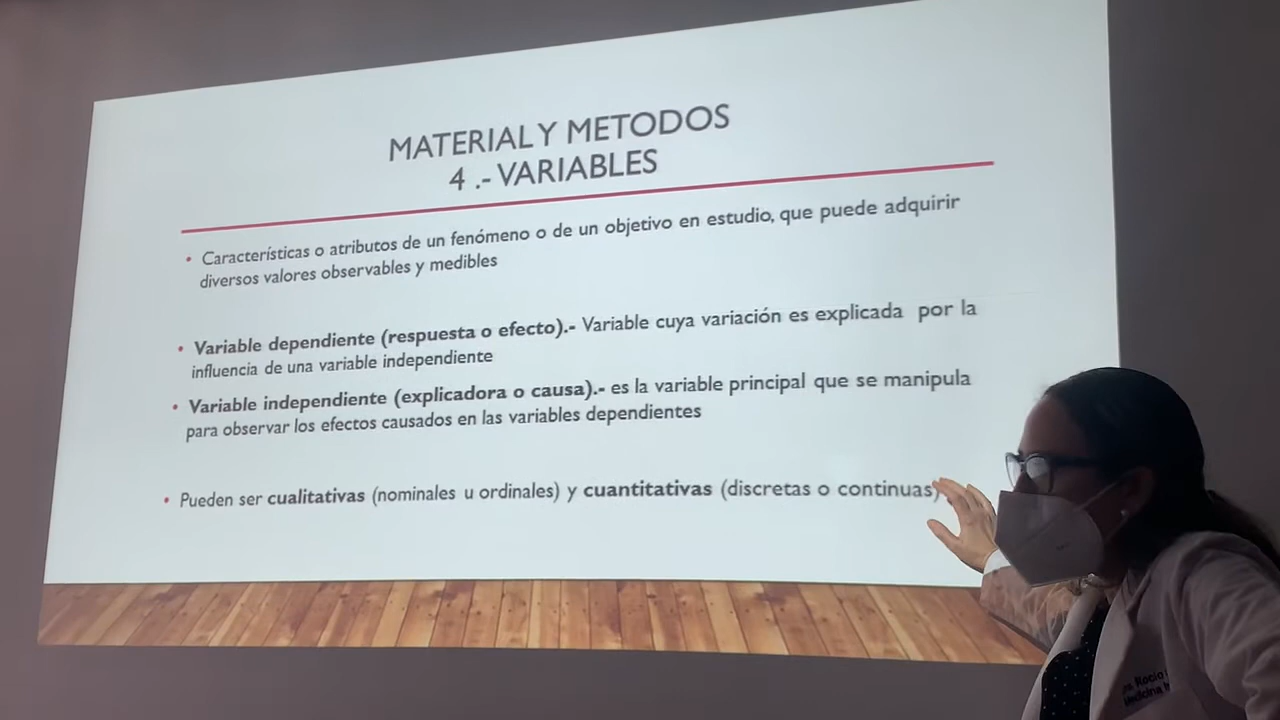 MATERIAL Y METODOS
4 .- VARIABLES
• Características o atributos de un fenómeno o de un objetivo en estudio, que puede adquirir
diversos valores observables y medibles
• Variable dependiente (respuesta o efecto).- Variable cuya variación es explicada por la
influencia de una variable independiente
• Variable independiente (explicadora o causa).- es la variable principal que se manipula
para observar los efectos causados en las variables dependientes
• Pueden ser cualitativas (nominales u ordinales) y cuantitativas (discretas o continuas)
Rocio
Medicina